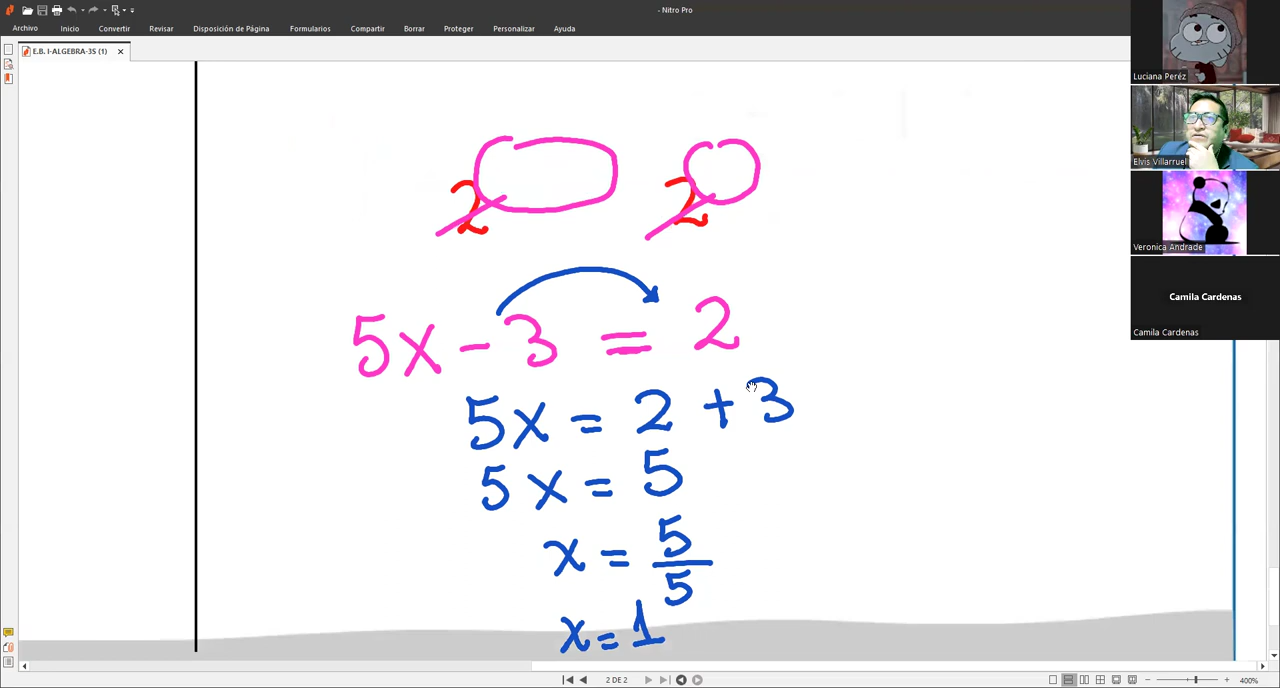 - Nitro Pro
Archivo Inicio Convertir Revisar Disposición de Página Formularios Compartir Borrar Proteger Personalizar Ayuda
E.B. I-ALGEBRA-3S (1)
Luciana Peréz
Elvis Villarruel
Veronica Andrade
Camila Cardenas
Camila Cardenas
2 2
5x - 3 = 2
5x = 2 + 3
5x = 5
x = 5/5
x = 1
2 DE 2
400%